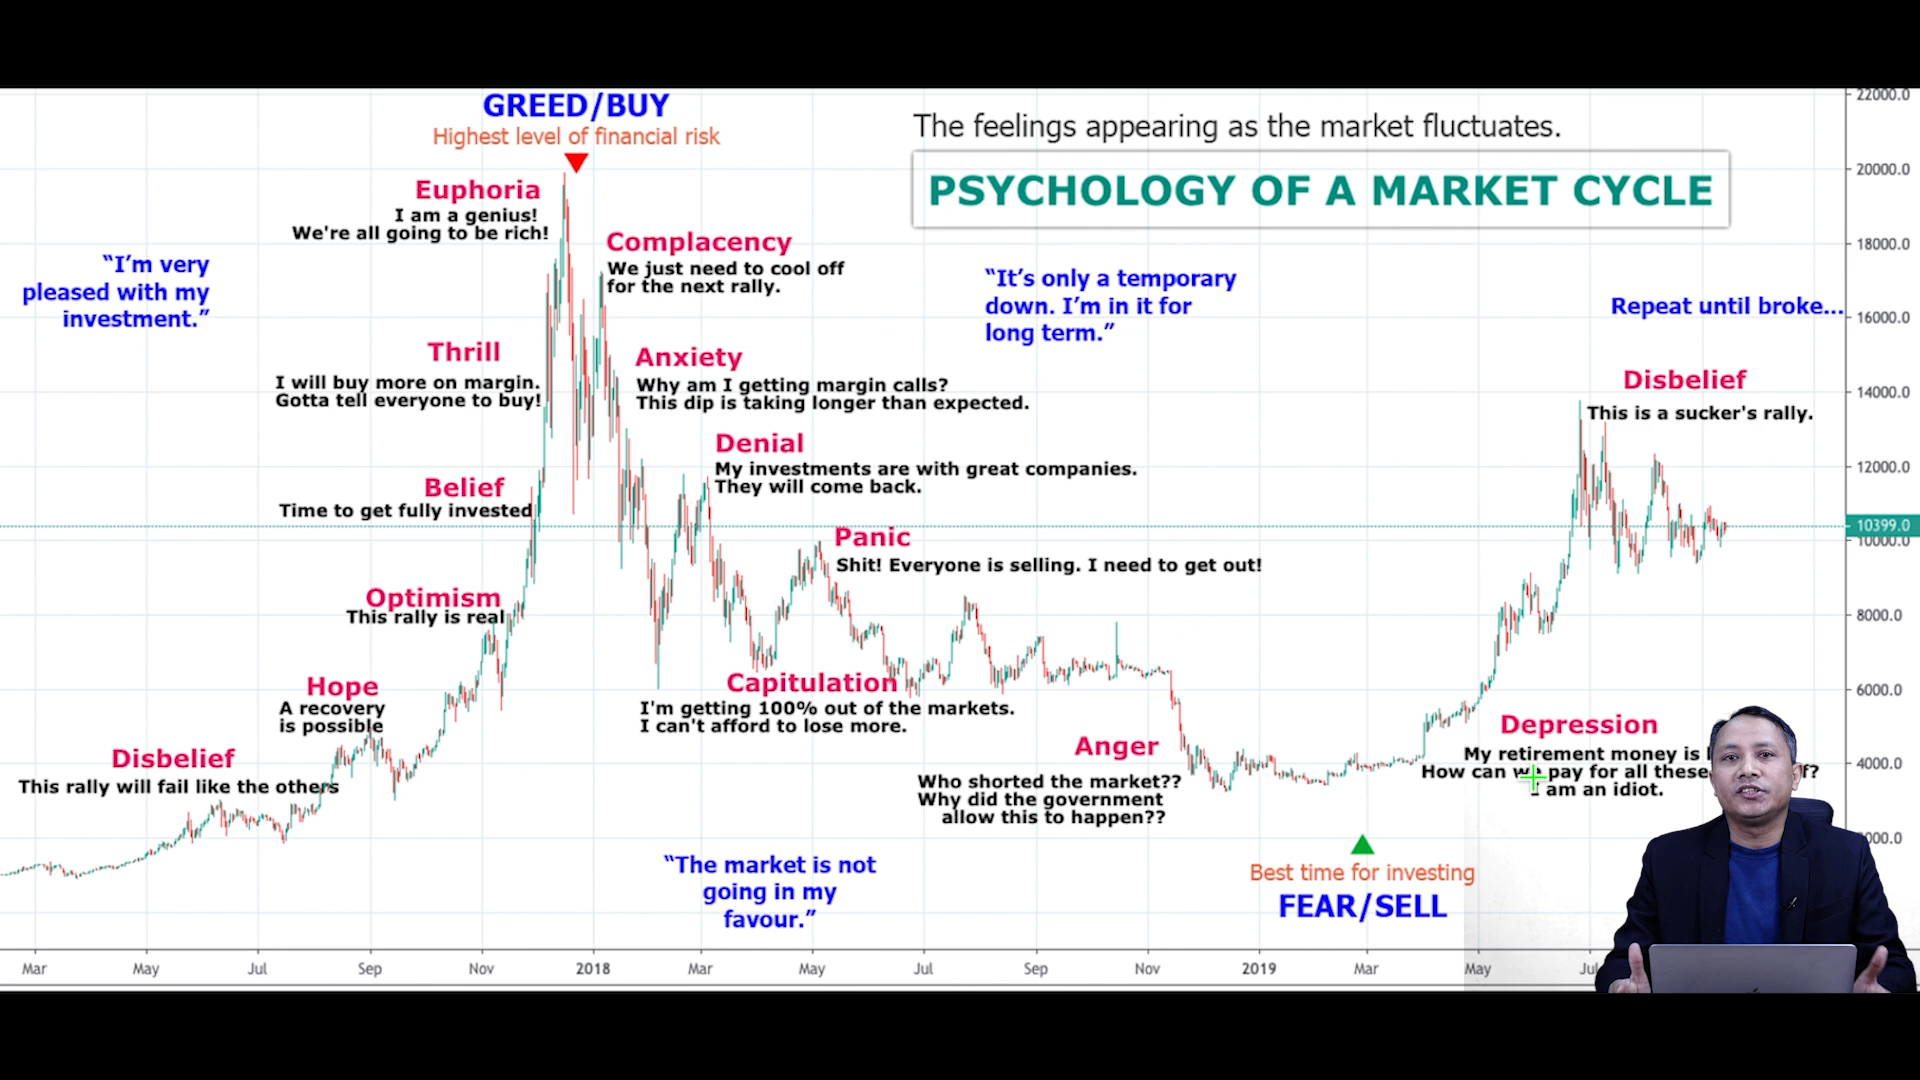 GREED/BUY
Highest level of financial risk
The feelings appearing as the market fluctuates.
PSYCHOLOGY OF A MARKET CYCLE
Euphoria
I am a genius!
We're all going to be rich!
Complacency
We just need to cool off
for the next rally.
“I’m very
pleased with my
investment.”
“It’s only a temporary
down. I’m in it for
long term.”
Repeat until broke...
Thrill
I will buy more on margin.
Gotta tell everyone to buy!
Anxiety
Why am I getting margin calls?
This dip is taking longer than expected.
Disbelief
This is a sucker's rally.
Denial
My investments are with great companies.
They will come back.
Belief
Time to get fully invested
Panic
Shit! Everyone is selling. I need to get out!
Optimism
This rally is real
Hope
A recovery
is possible
Capitulation
I'm getting 100% out of the markets.
I can't afford to lose more.
Disbelief
This rally will fail like the others
Anger
Who shorted the market??
Why did the government
allow this to happen??
Depression
My retirement money is
How can we pay for all these
I am an idiot.
“The market is not
going in my
favour.”
Best time for investing
FEAR/SELL
22000.0
20000.0
18000.0
16000.0
14000.0
12000.0
10399.0
10000.0
8000.0
6000.0
4000.0
Mar May Jul Sep Nov 2018 Mar May Jul Sep Nov 2019 Mar May